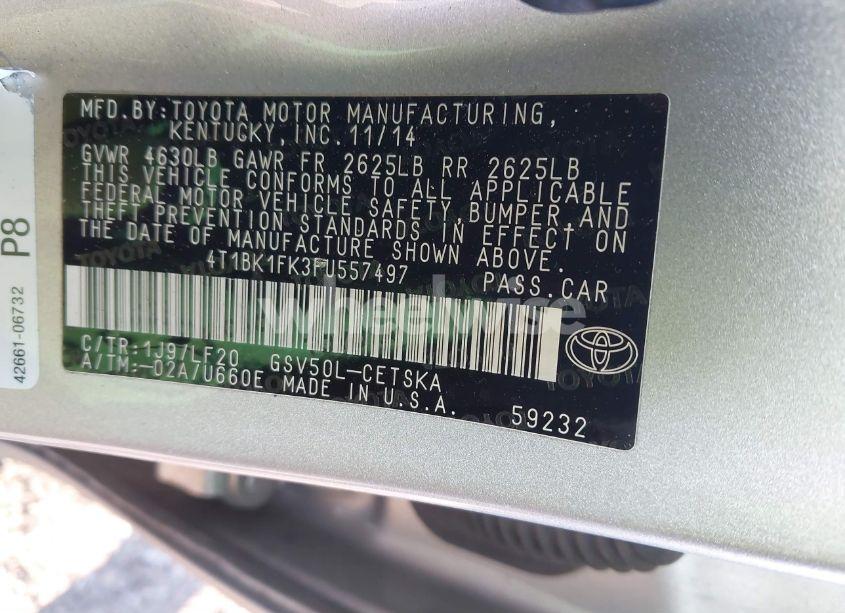 MFD.BY:TOYOTA MOTOR MANUFACTURING,
KENTUCKY, INC. 11/14
GVWR 4630LB GAWR FR 2625LB RR 2625LB
THIS VEHICLE CONFORMS TO ALL APPLICABLE
FEDERAL MOTOR VEHICLE SAFETY, BUMPER, AND
THEFT PREVENTION STANDARDS IN EFFECT ON
THE DATE OF MANUFACTURE SHOWN ABOVE.
4T1BK1FK3FU557497 PASS.CAR
wheelwise
C/TR:1J97LF20 GSV50L-CETSKA
A/TM:-02A7U660E MADE IN U.S.A.
59232
42661-06732 P8